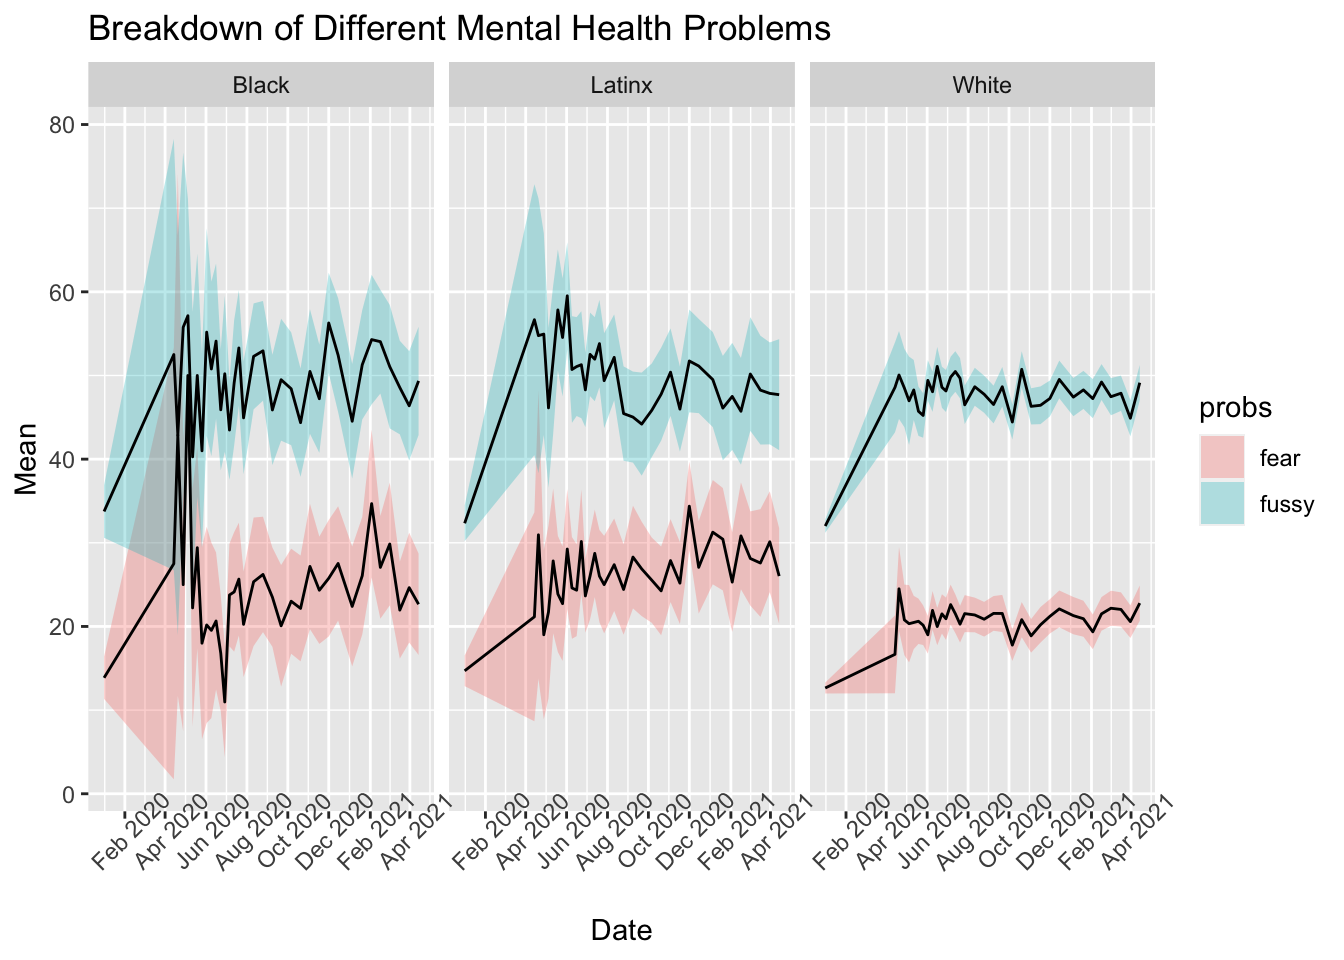 Breakdown of Different Mental Health Problems
Black
Latinx
White
80
60
40
20
0
Mean
Feb 2020
Apr 2020
Jun 2020
Aug 2020
Oct 2020
Dec 2020
Feb 2021
Apr 2021
Feb 2020
Apr 2020
Jun 2020
Aug 2020
Oct 2020
Dec 2020
Feb 2021
Apr 2021
Feb 2020
Apr 2020
Jun 2020
Aug 2020
Oct 2020
Dec 2020
Feb 2021
Apr 2021
Date
probs
fear
fussy